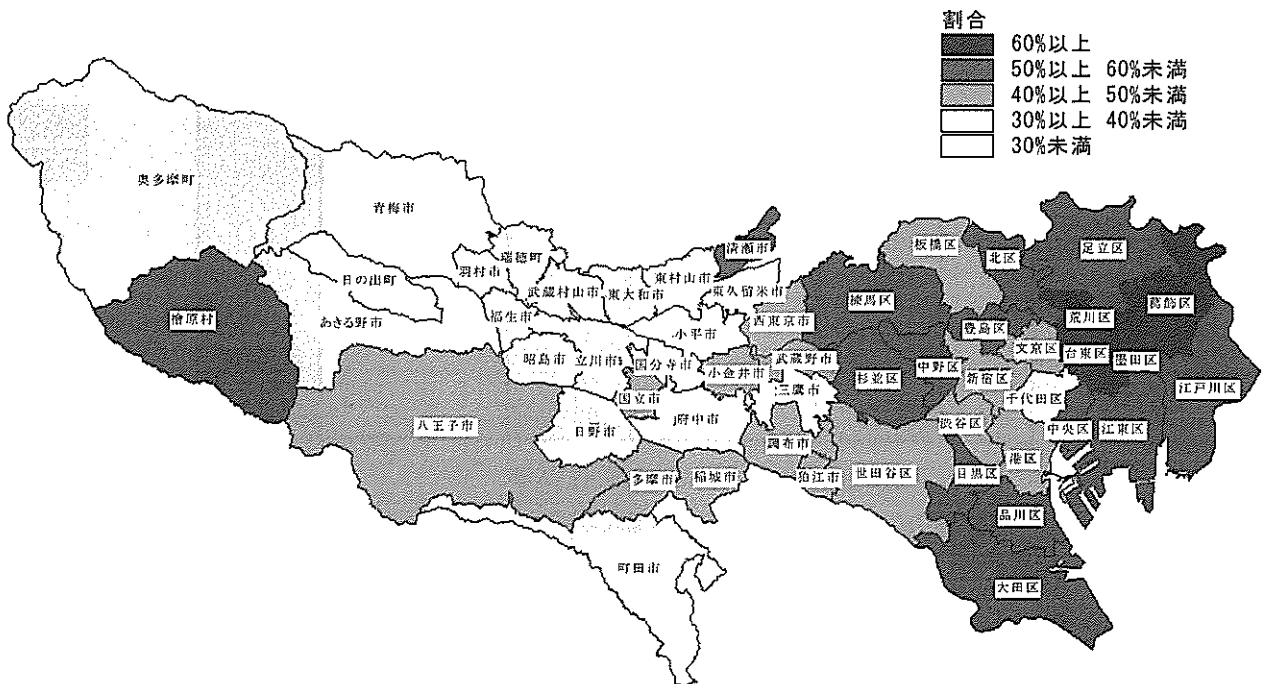 割合
60%以上
50%以上 60%未満
40%以上 50%未満
30%以上 40%未満
30%未満
奥多摩町
青梅市
瑞穂町
羽村市
日の出町
檜原村
あきる野市
福生市
武蔵村山市
東大和市
東村山市
清瀬市
東久留米市
西東京市
小平市
昭島市
立川市
国分寺市
小金井市
武蔵野市
三鷹市
国立市
府中市
日野市
八王子市
多摩市
稲城市
調布市
狛江市
町田市
板橋区
北区
足立区
葛飾区
練馬区
豊島区
荒川区
文京区
台東区
墨田区
江戸川区
杉並区
中野区
新宿区
千代田区
渋谷区
中央区
江東区
港区
世田谷区
目黒区
品川区
大田区